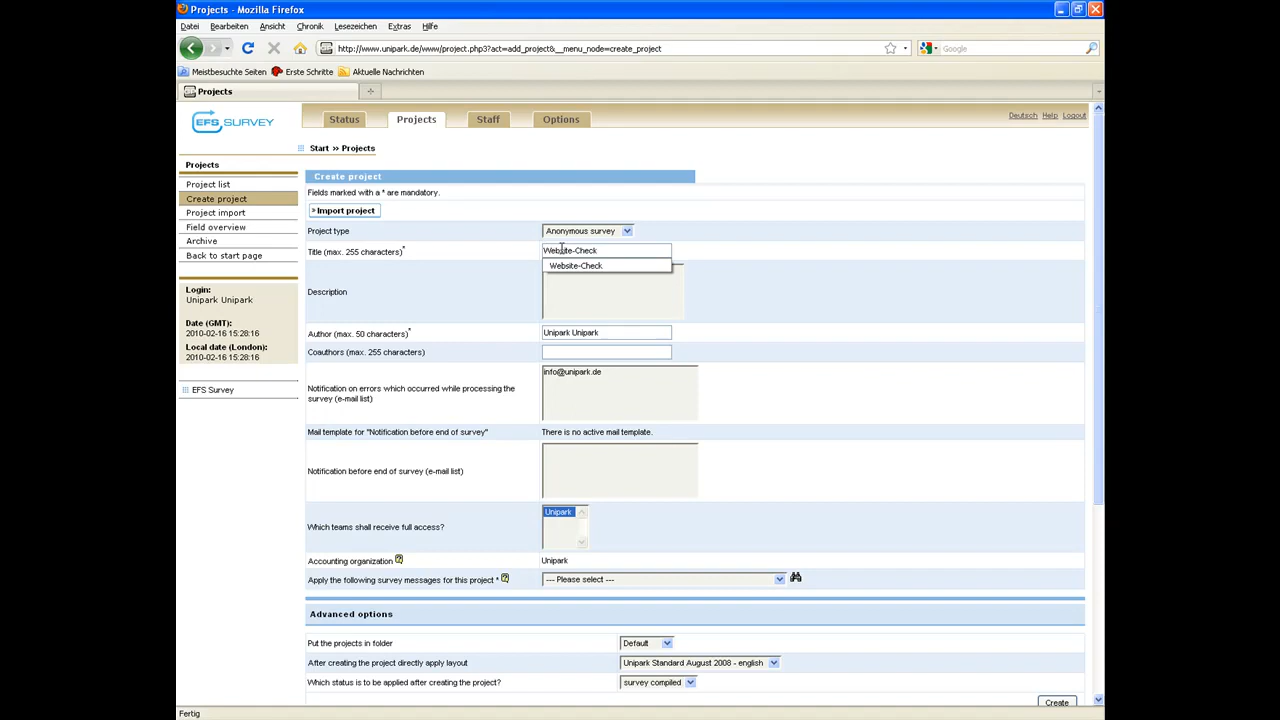 Projects - Mozilla Firefox
Datei Bearbeiten Ansicht Chronik Lesezeichen Extras Hilfe
http://www.unipark.de/www/project.php3?act=add_project&__menu_node=create_project
Google
Meistbesuchte Seiten Erste Schritte Aktuelle Nachrichten
Projects
EFS SURVEY
Status Projects Staff Options
Deutsch Help Logout
Start >> Projects
Projects
Project list
Create project
Project import
Field overview
Archive
Back to start page
Login:
Unipark Unipark
Date (GMT):
2010-02-16 15:28:16
Local date (London):
2010-02-16 15:28:16
EFS Survey
Create project
Fields marked with a * are mandatory.
Import project
Project type Anonymous survey
Title (max. 255 characters)* Website-Check
Website-Check
Description
Author (max. 50 characters)* Unipark Unipark
Coauthors (max. 255 characters)
Notification on errors which occurred while processing the
survey (e-mail list)
info@unipark.de
Mail template for "Notification before end of survey" There is no active mail template.
Notification before end of survey (e-mail list)
Which teams shall receive full access? Unipark
Accounting organization ? Unipark
Apply the following survey messages for this project * ? --- Please select ---
Advanced options
Put the projects in folder Default
After creating the project directly apply layout Unipark Standard August 2008 - english
Which status is to be applied after creating the project? survey compiled
Create
Fertig